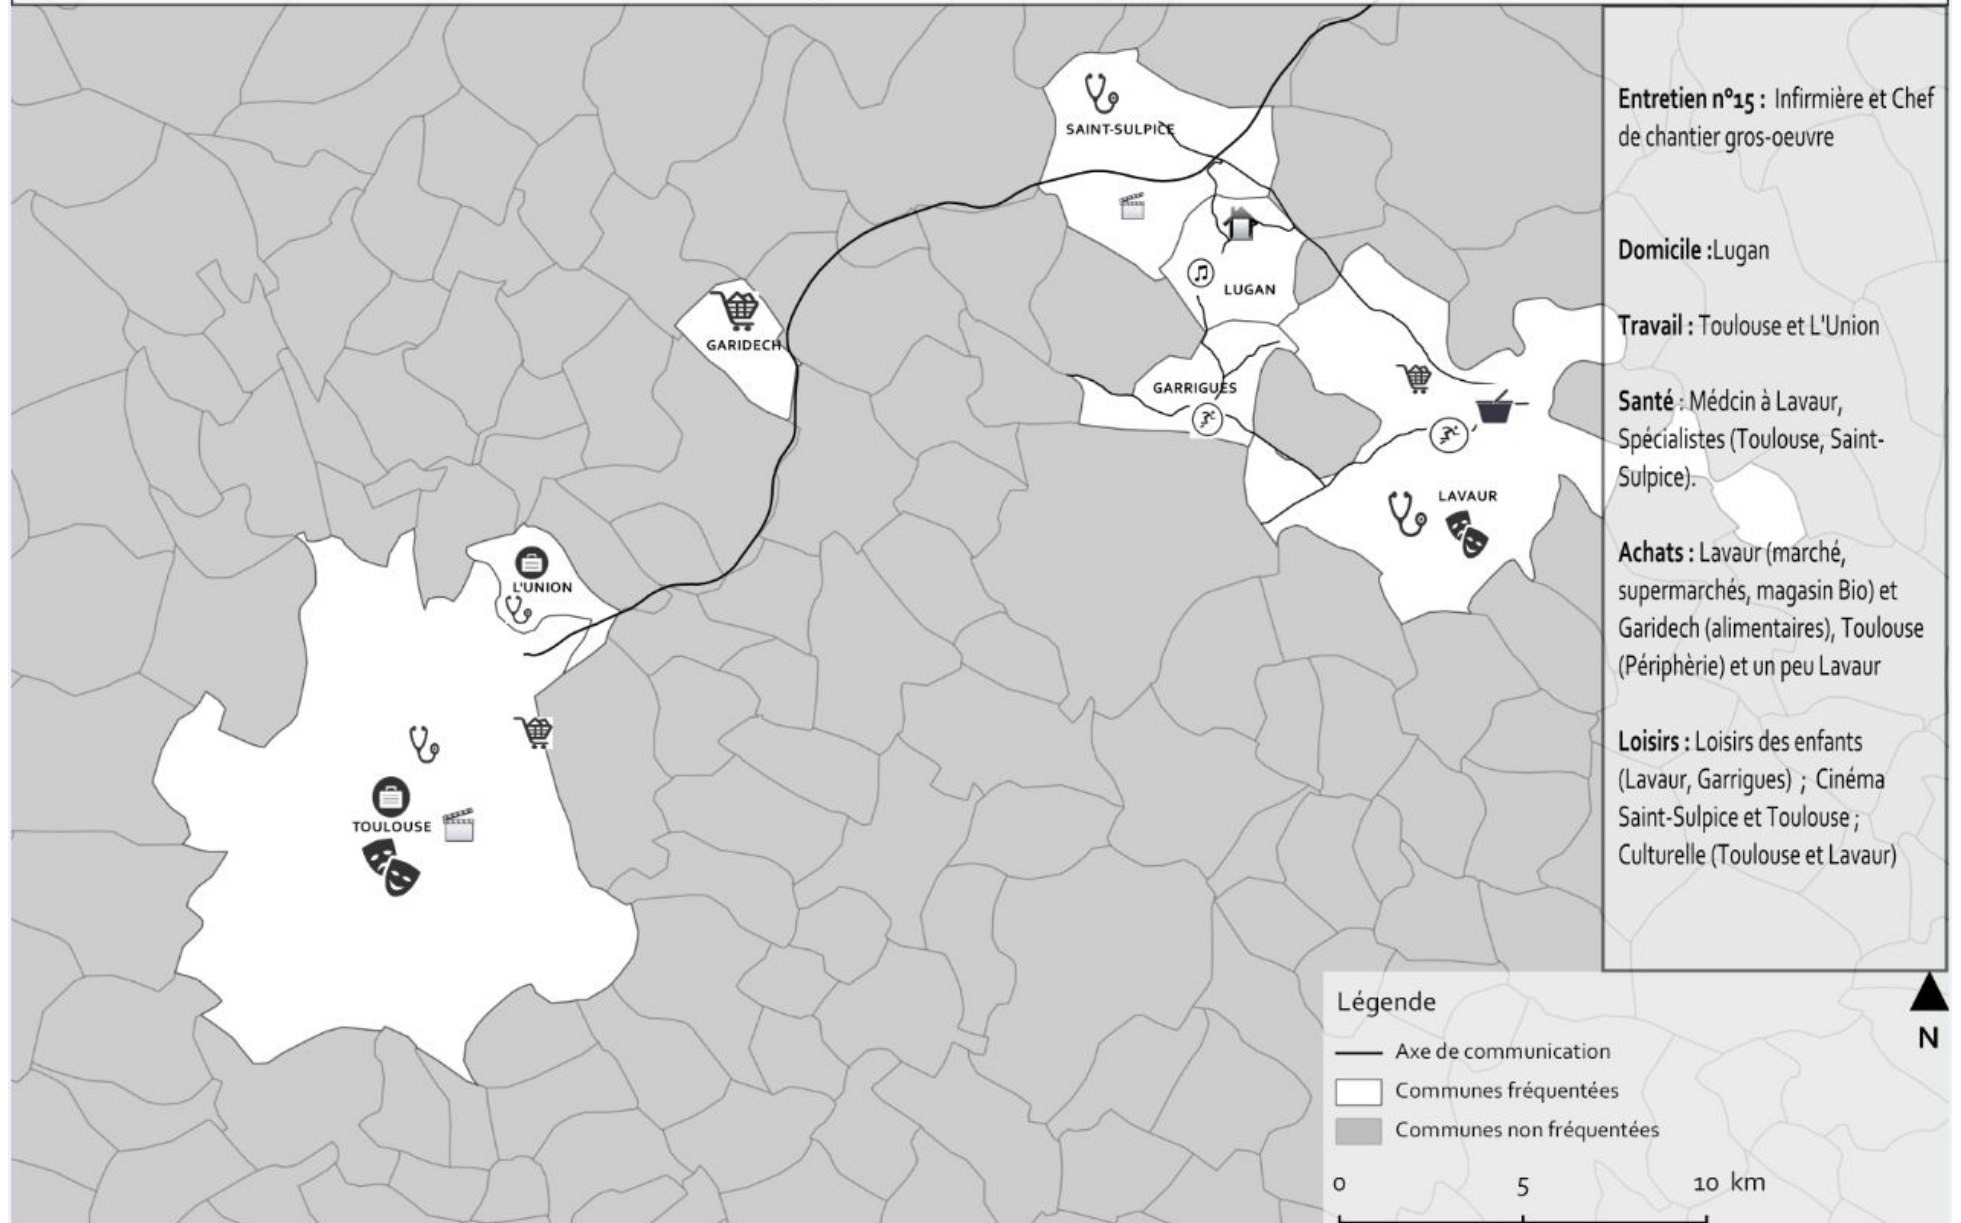 SAINT-SULPICE
LUGAN
GARIDECH
GARRIGUES
LAVAUR
L'UNION
TOULOUSE
Entretien n°15 : Infirmière et Chef
de chantier gros-oeuvre
Domicile :Lugan
Travail : Toulouse et L'Union
Santé : Médcin à Lavaur,
Spécialistes (Toulouse, Saint-
Sulpice).
Achats : Lavaur (marché,
supermarchés, magasin Bio) et
Garidech (alimentaires), Toulouse
(Périphèrie) et un peu Lavaur
Loisirs : Loisirs des enfants
(Lavaur, Garrigues) ; Cinéma
Saint-Sulpice et Toulouse ;
Culturelle (Toulouse et Lavaur)
N
Légende
Axe de communication
Communes fréquentées
Communes non fréquentées
0 5 10 km